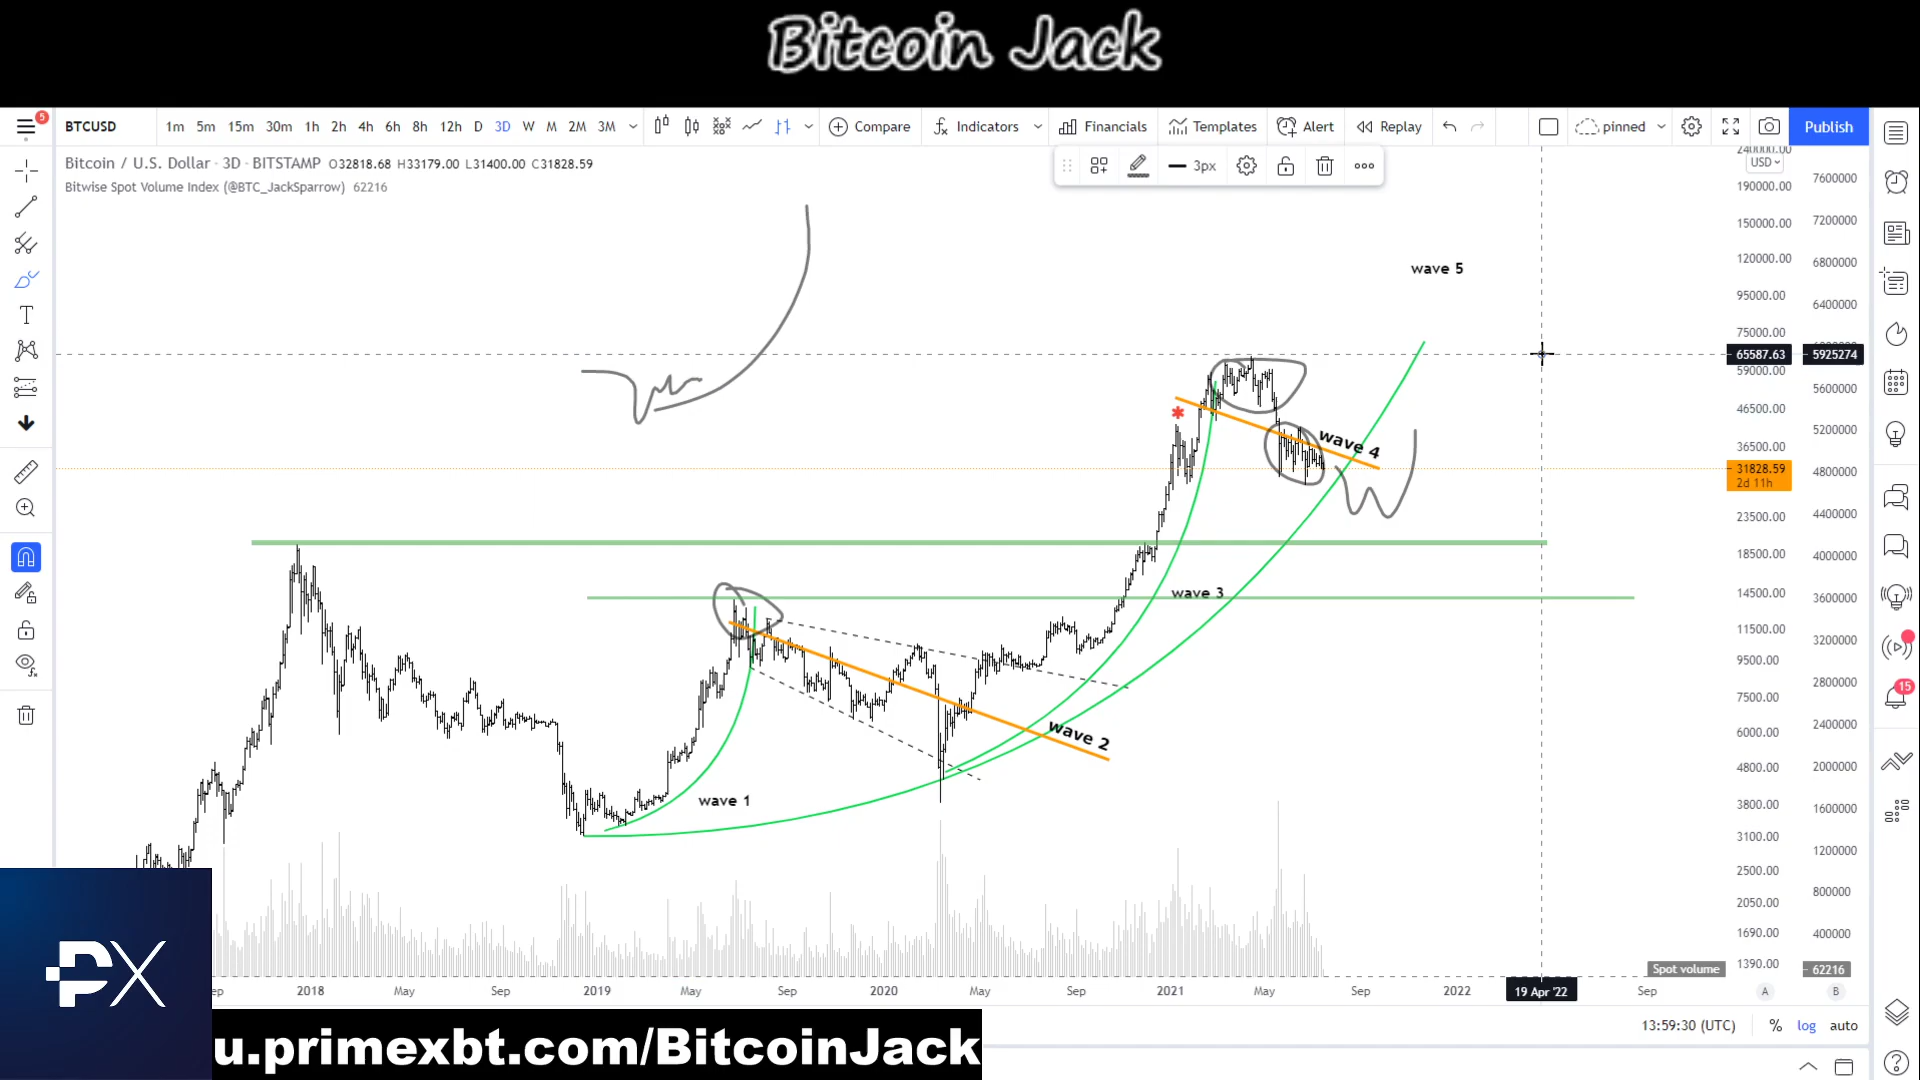 Bitcoin Jack
5
BTCUSD 1m 5m 15m 30m 1h 2h 4h 6h 8h 12h D 3D W M 2M 3M Compare Indicators Financials Templates Alert Replay pinned Publish
Bitcoin / U.S. Dollar · 3D · BITSTAMP O32818.68 H33179.00 L31400.00 C31828.59
Bitwise Spot Volume Index (@BTC_JackSparrow) 62216
3px
USD
240000.00
190000.00 7600000
150000.00 7200000
120000.00 6800000
95000.00 6400000
75000.00
65587.63 5925274
59000.00 5600000
46500.00 5200000
36500.00 4800000
31828.59
2d 11h
23500.00 4400000
18500.00 4000000
14500.00 3600000
11500.00 3200000
9500.00 2800000
7500.00 2400000
6000.00
4800.00 2000000
3800.00 1600000
3100.00 1200000
2500.00
2050.00 800000
1690.00 400000
1390.00
Spot volume 62216
wave 5
wave 4
wave 3
wave 2
wave 1
15
ep 2018 May Sep 2019 May Sep 2020 May Sep 2021 May Sep 2022 19 Apr '22 Sep A B
13:59:30 (UTC) % log auto
PX
u.primexbt.com/BitcoinJack